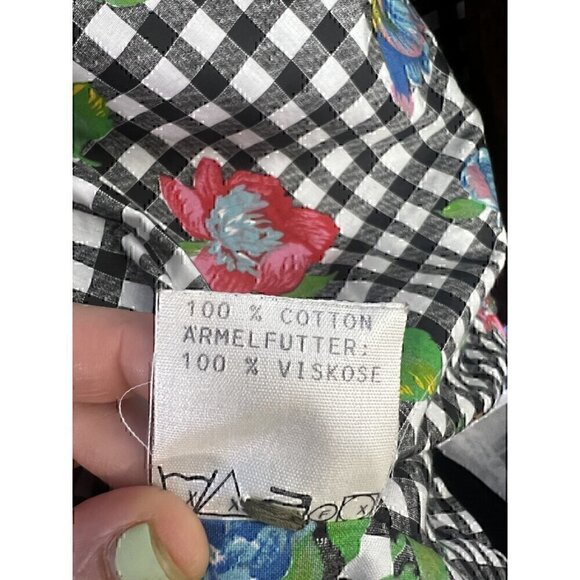 100 % COTTON
ÄRMELFUTTER:
100 % VISKOSE